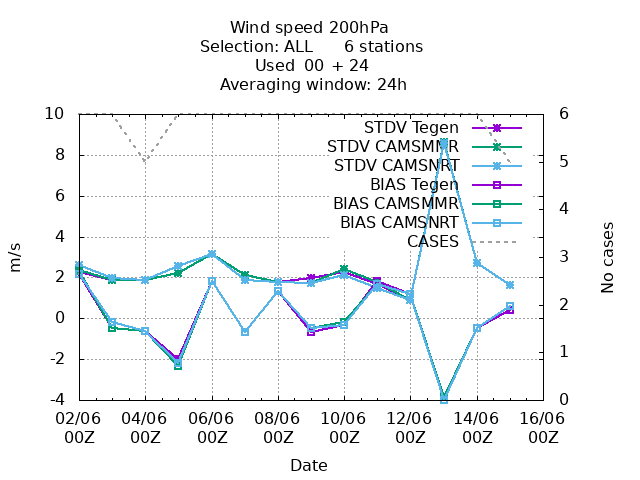 Wind speed 200hPa
Selection: ALL 6 stations
Used 00 + 24
Averaging window: 24h
10
8
6
4
2
0
-2
-4
m/s
6
5
4
3
2
1
0
No cases
STDV Tegen
STDV CAMSMMR
STDV CAMSNRT
BIAS Tegen
BIAS CAMSMMR
BIAS CAMSNRT
CASES
02/06 04/06 06/06 08/06 10/06 12/06 14/06 16/06
00Z 00Z 00Z 00Z 00Z 00Z 00Z 00Z
Date